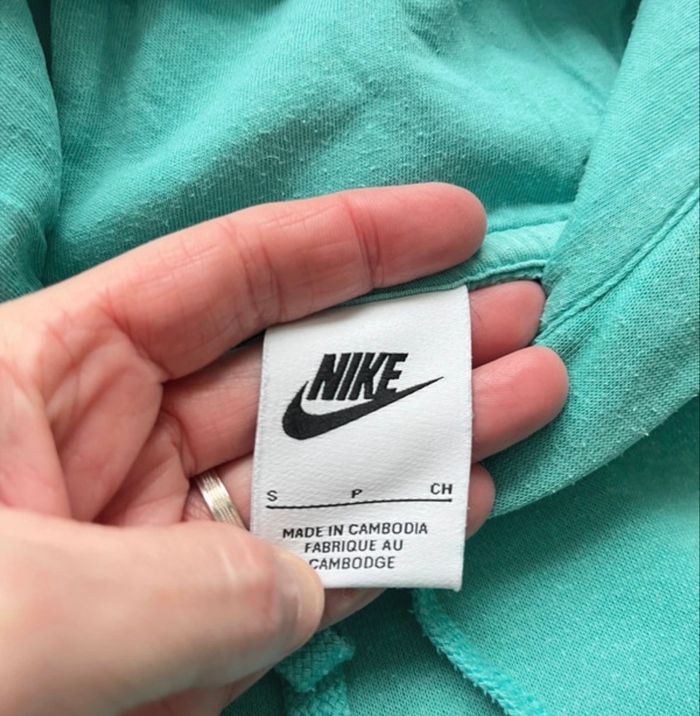 NIKE
S P CH
MADE IN CAMBODIA
FABRIQUE AU
CAMBODGE